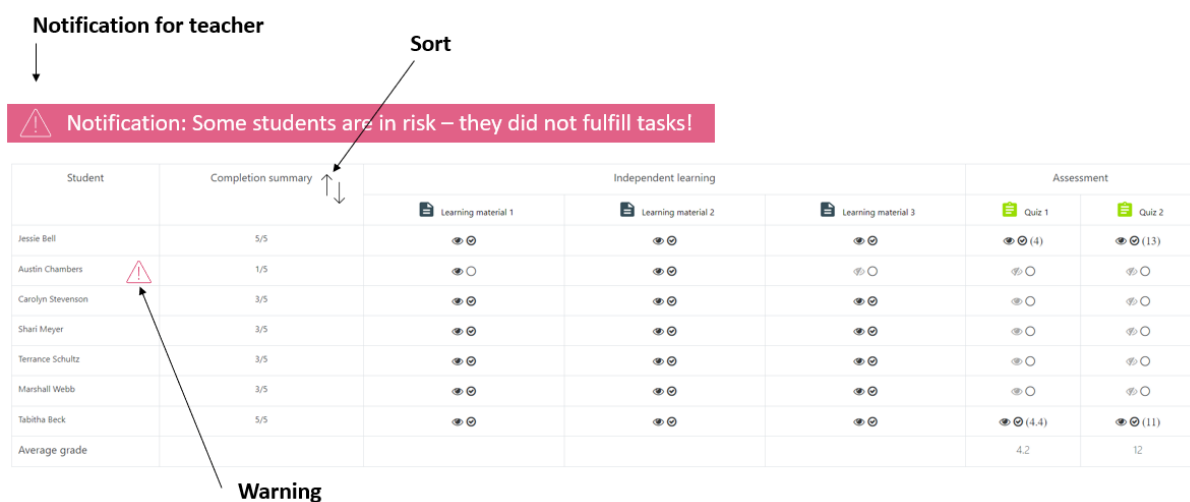 Notification for teacher
Sort
Notification: Some students are in risk – they did not fulfill tasks!
Student Completion summary Independent learning Assessment
Learning material 1 Learning material 2 Learning material 3 Quiz 1 Quiz 2
Jessie Bell 5/5 (4) (13)
Austin Chambers 1/5
Carolyn Stevenson 3/5
Shari Meyer 3/5
Terrance Schultz 3/5
Marshall Webb 3/5
Tabitha Beck 5/5 (4.4) (11)
Average grade 4.2 12
Warning